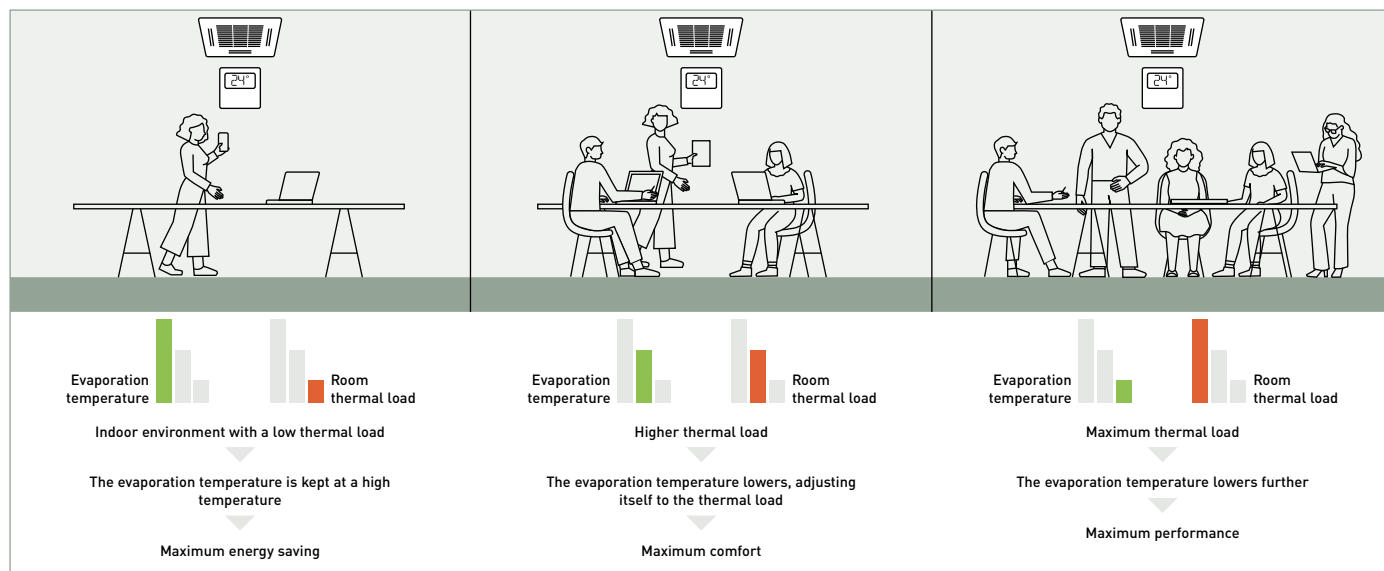 24°
24°
24°
Evaporation
temperature
Room
thermal load
Indoor environment with a low thermal load
The evaporation temperature is kept at a high
temperature
Maximum energy saving
Evaporation
temperature
Room
thermal load
Higher thermal load
The evaporation temperature lowers, adjusting
itself to the thermal load
Maximum comfort
Evaporation
temperature
Room
thermal load
Maximum thermal load
The evaporation temperature lowers further
Maximum performance